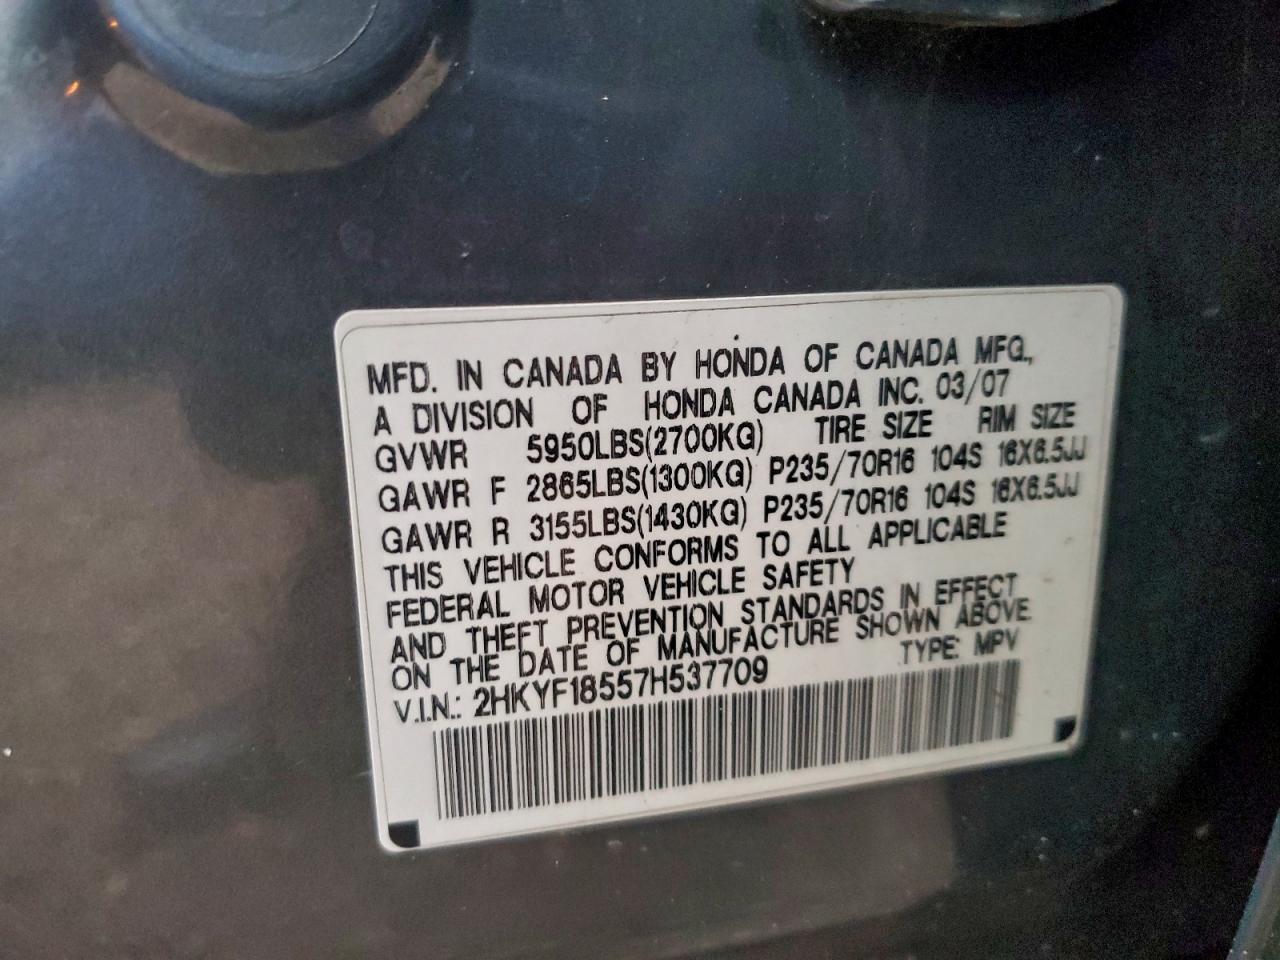 MFD. IN CANADA BY HONDA OF CANADA MFG.,
A DIVISION OF HONDA CANADA INC. 03/07
GVWR 5950LBS(2700KG) TIRE SIZE RIM SIZE
GAWR F 2865LBS(1300KG) P235/70R16 104S 16X6.5JJ
GAWR R 3155LBS(1430KG) P235/70R16 104S 16X6.5JJ
THIS VEHICLE CONFORMS TO ALL APPLICABLE
FEDERAL MOTOR VEHICLE SAFETY
AND THEFT PREVENTION STANDARDS IN EFFECT
ON THE DATE OF MANUFACTURE SHOWN ABOVE
V.I.N.: 2HKYF18557H537709 TYPE: MPV